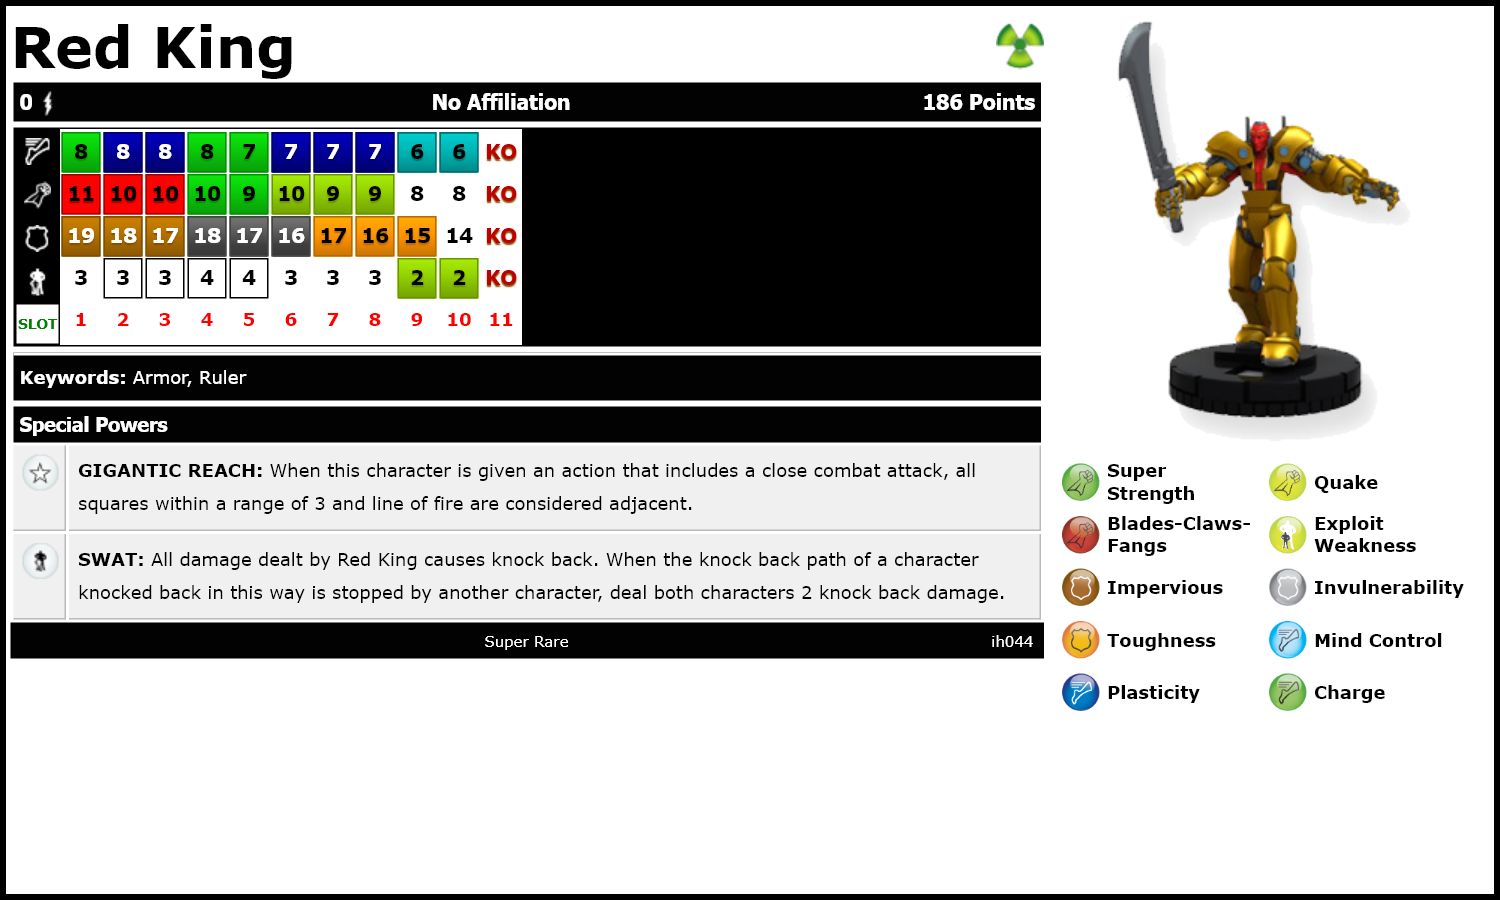 Red King
0 No Affiliation 186 Points
8 8 8 8 7 7 7 7 6 6 KO
11 10 10 10 9 10 9 9 8 8 KO
19 18 17 18 17 16 17 16 15 14 KO
3 3 3 4 4 3 3 3 2 2 KO
SLOT 1 2 3 4 5 6 7 8 9 10 11
Keywords: Armor, Ruler
Special Powers
GIGANTIC REACH: When this character is given an action that includes a close combat attack, all
squares within a range of 3 and line of fire are considered adjacent.
SWAT: All damage dealt by Red King causes knock back. When the knock back path of a character
knocked back in this way is stopped by another character, deal both characters 2 knock back damage.
Super Rare ih044
Super
Strength
Quake
Blades-Claws-
Fangs
Exploit
Weakness
Impervious
Invulnerability
Toughness
Mind Control
Plasticity
Charge